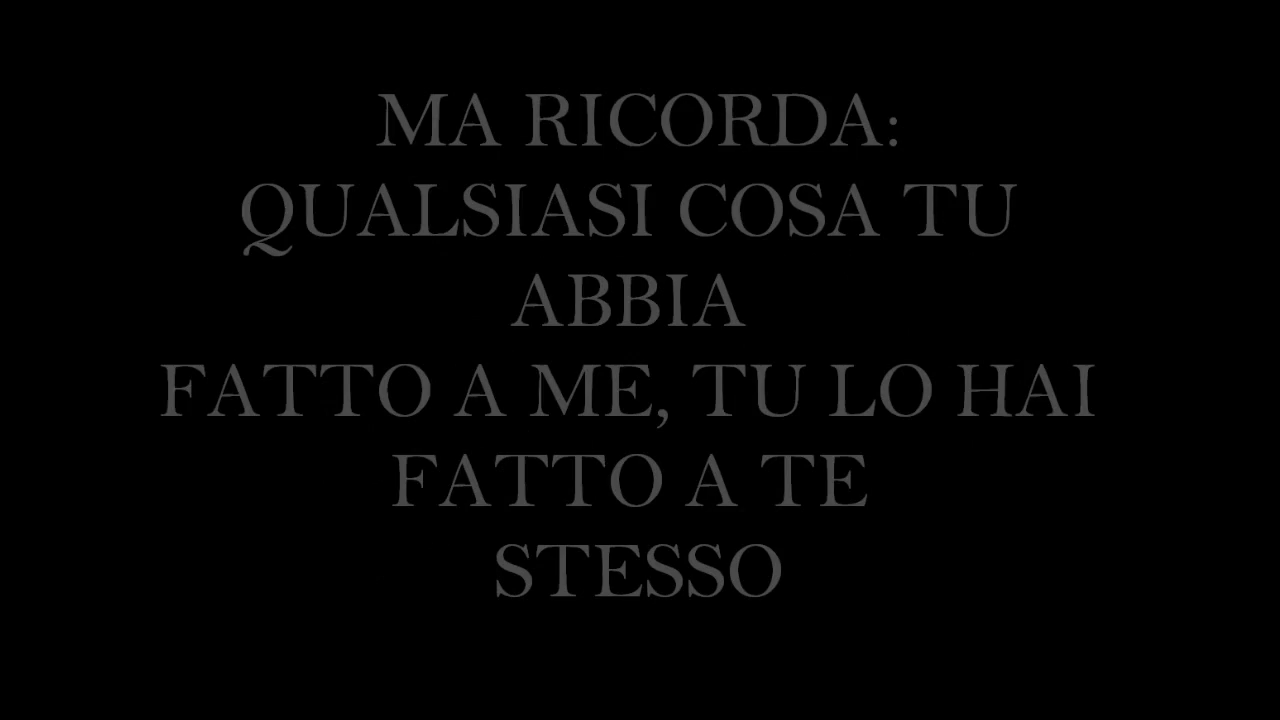 MA RICORDA:
QUALSIASI COSA TU
ABBIA
FATTO A ME, TU LO HAI
FATTO A TE
STESSO